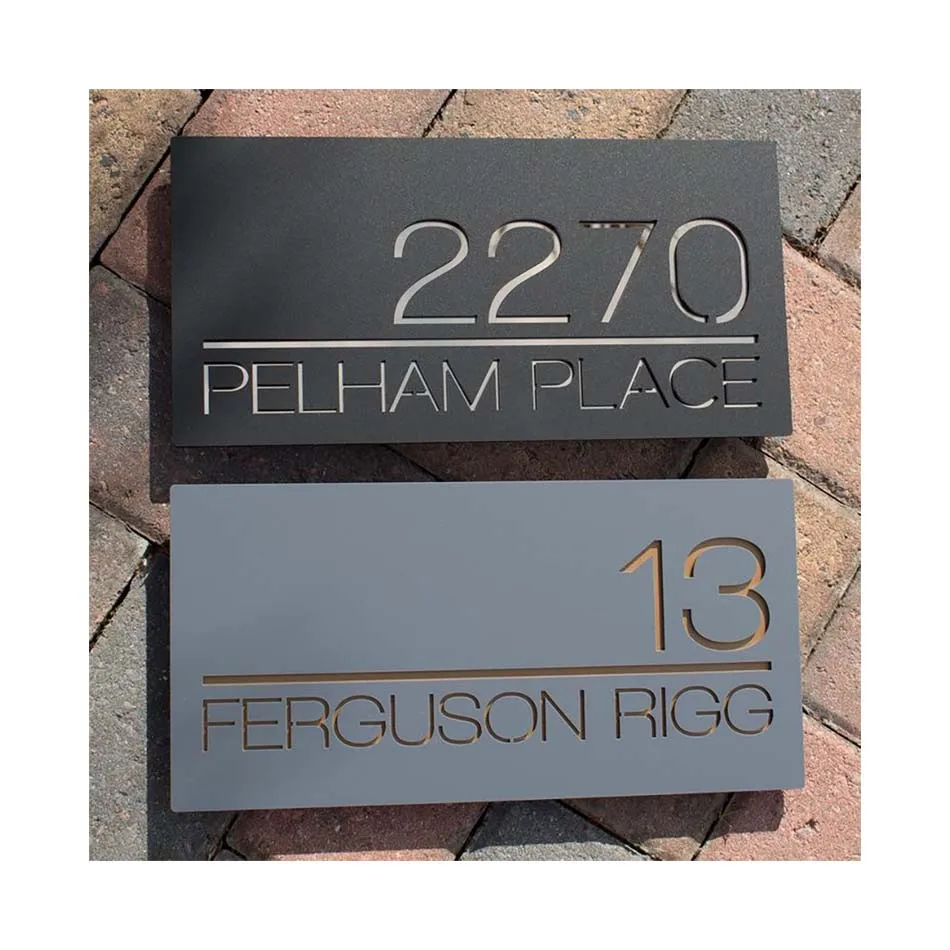 2270
PELHAM PLACE
13
FERGUSON RIGG